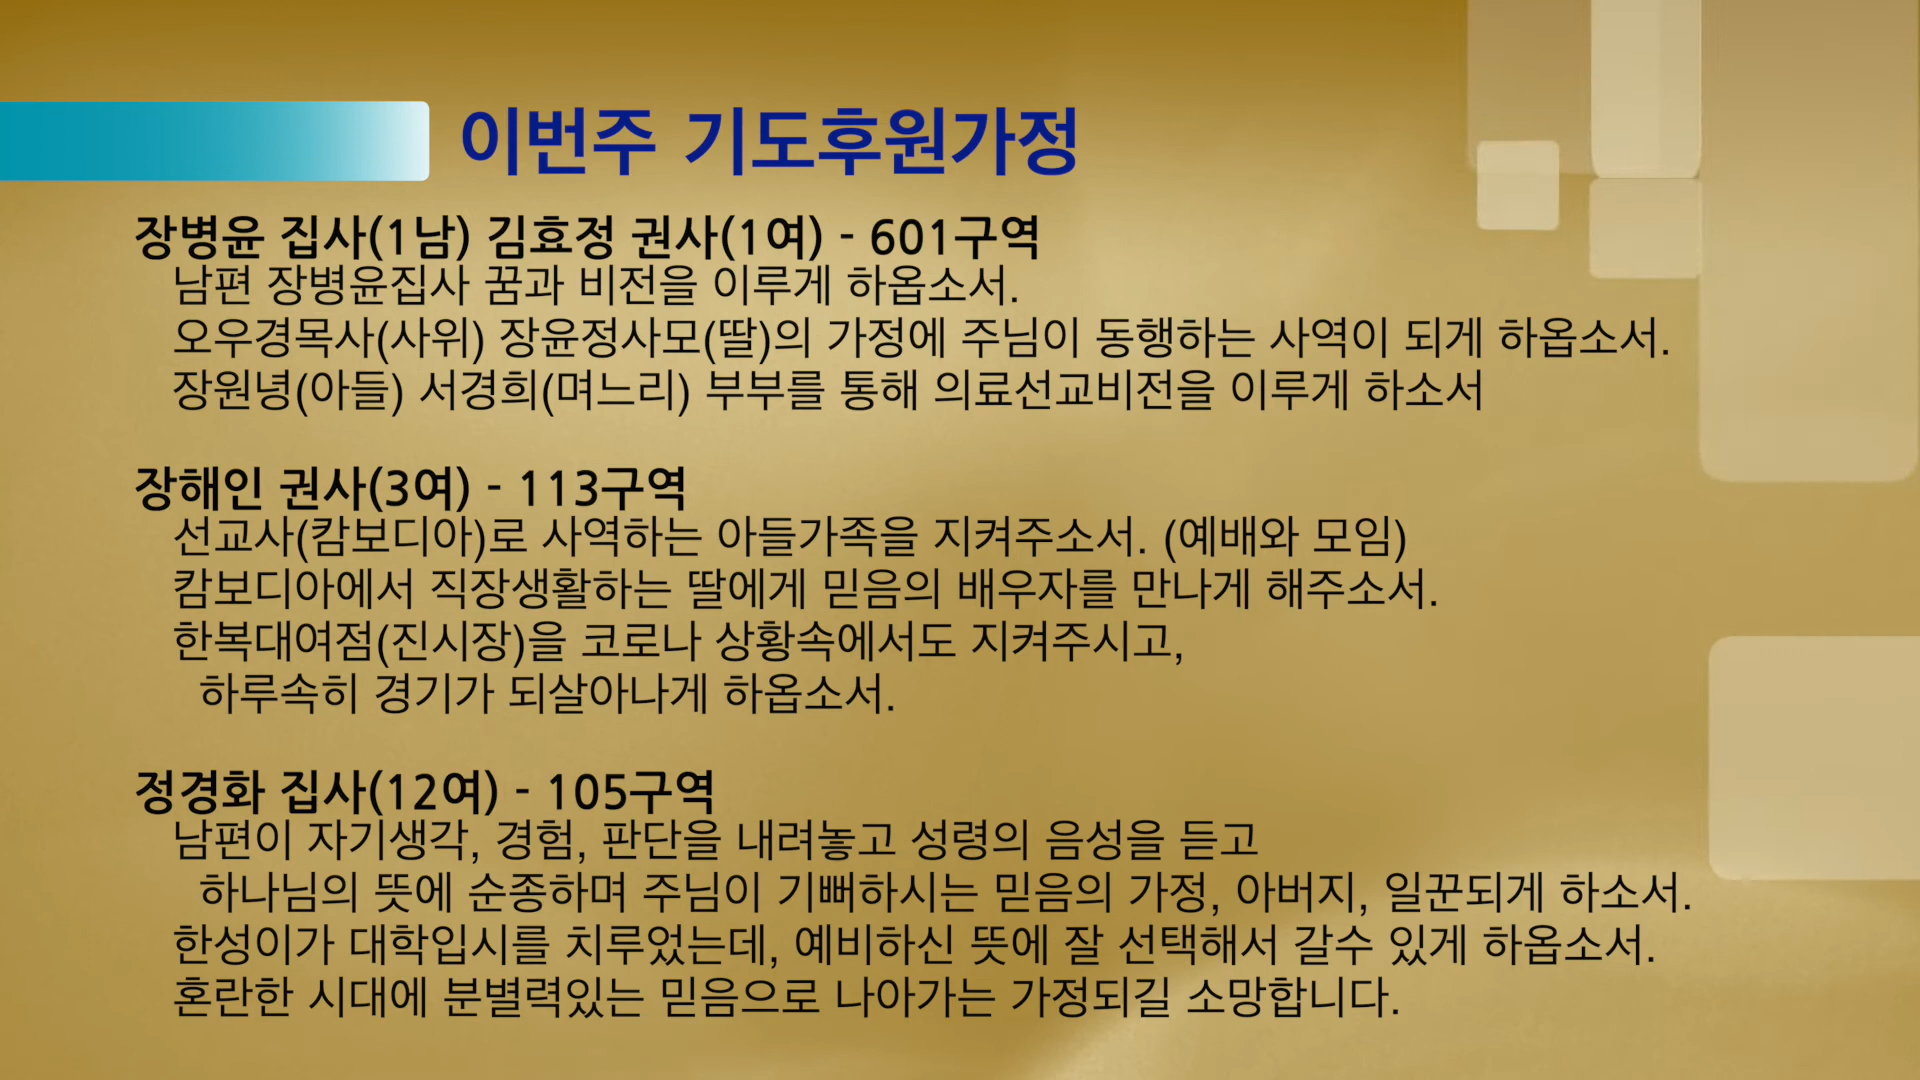 이번주 기도후원가정
장병윤 집사(1남) 김효정 권사(1여) - 601구역
남편 장병윤집사 꿈과 비전을 이루게 하옵소서.
오우경목사(사위) 장윤정사모(딸)의 가정에 주님이 동행하는 사역이 되게 하옵소서.
장원녕(아들) 서경희(며느리) 부부를 통해 의료선교비전을 이루게 하소서
장해인 권사(3여) - 113구역
선교사(캄보디아)로 사역하는 아들가족을 지켜주소서. (예배와 모임)
캄보디아에서 직장생활하는 딸에게 믿음의 배우자를 만나게 해주소서.
한복대여점(진시장)을 코로나 상황속에서도 지켜주시고,
하루속히 경기가 되살아나게 하옵소서.
정경화 집사(12여) - 105구역
남편이 자기생각, 경험, 판단을 내려놓고 성령의 음성을 듣고
하나님의 뜻에 순종하며 주님이 기뻐하시는 믿음의 가정, 아버지, 일꾼되게 하소서.
한성이가 대학입시를 치루었는데, 예비하신 뜻에 잘 선택해서 갈수 있게 하옵소서.
혼란한 시대에 분별력있는 믿음으로 나아가는 가정되길 소망합니다.